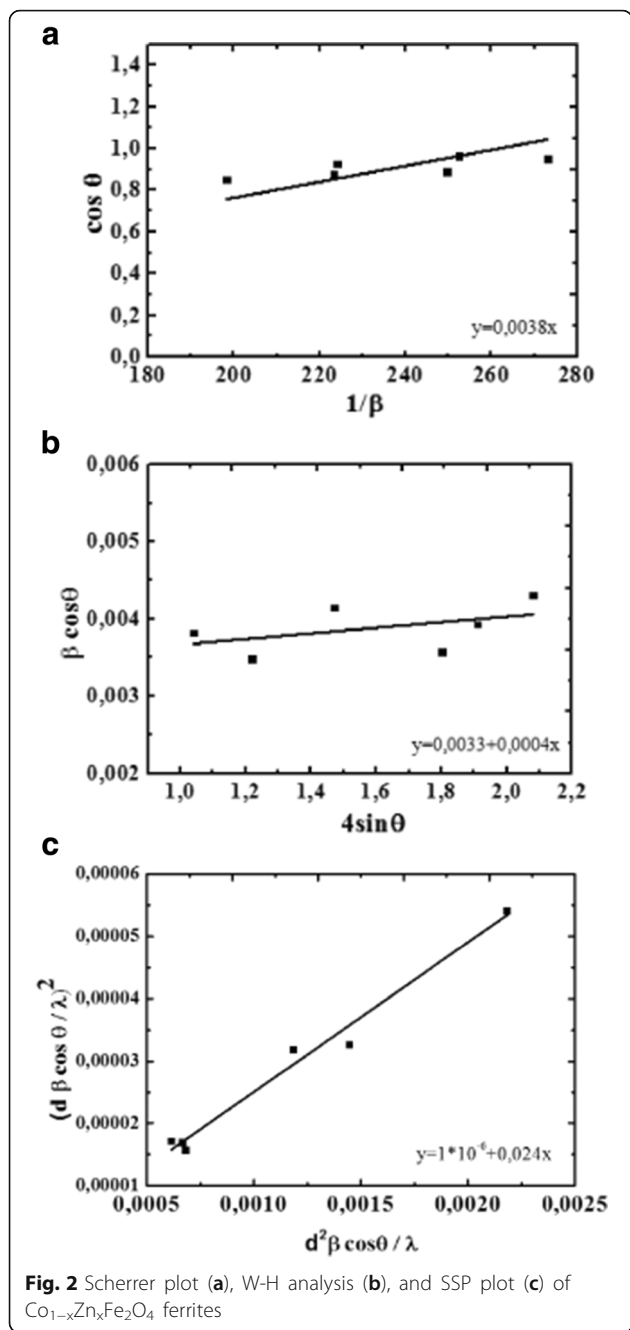 a
1,4
1,2
1,0
0,8
0,6
0,4
0,2
0,0
cos θ
180 200 220 240 260 280
1/β
y=0,0038x
b
0,006
0,005
0,004
0,003
0,002
β cosθ
1,0 1,2 1,4 1,6 1,8 2,0 2,2
4sinθ
y=0,0033+0,0004x
c
0,00006
0,00005
0,00004
0,00003
0,00002
0,00001
(d β cos θ / λ)²
0,0005 0,0010 0,0015 0,0020 0,0025
d²β cosθ / λ
y=1*10⁻⁶+0,024x
Fig. 2 Scherrer plot (a), W-H analysis (b), and SSP plot (c) of
Co₁₋ₓZnₓFe₂O₄ ferrites